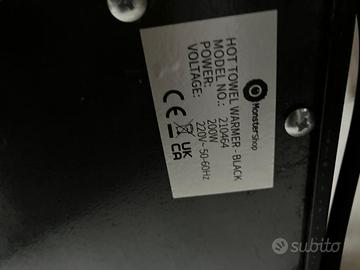 MonsterShop
HOT TOWEL WARMER - BLACK
MODEL NO.: 210464
POWER: 200W
VOLTAGE: 220V~ 50-60Hz
CE
UK
CA
subito